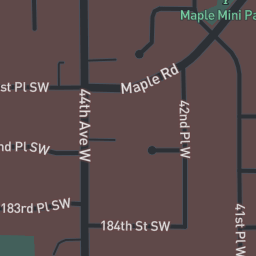 Maple Mini Pa
Maple Rd
st Pl SW
44th Ave W
42nd Pl W
nd Pl SW
183rd Pl SW
184th St SW
41st Pl W